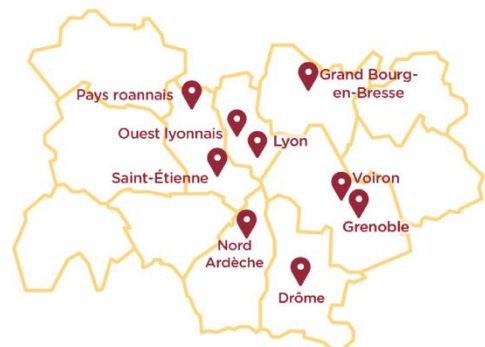 Grand Bourg-
en-Bresse
Pays roannais
Ouest lyonnais
Lyon
Saint-Étienne
Voiron
Grenoble
Nord
Ardèche
Drôme